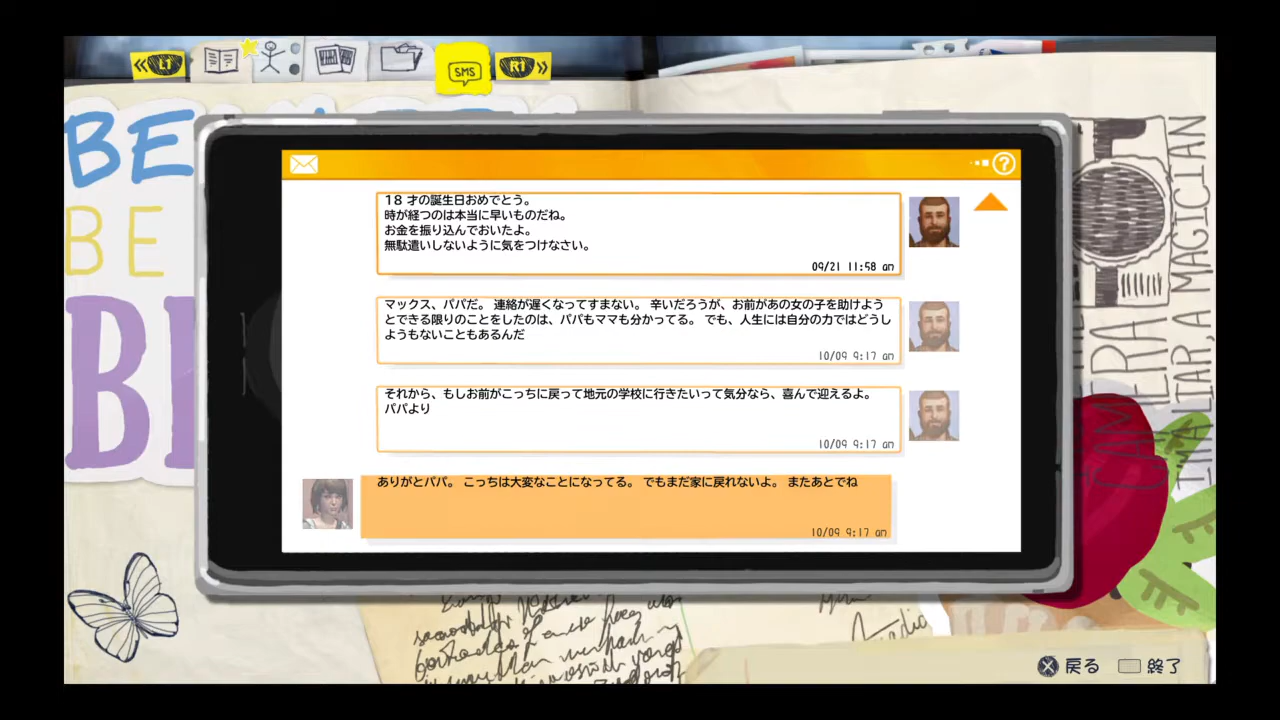 LT
SMS
R1
BE
BE
BE
18 才の誕生日おめでとう。
時が経つのは本当に早いものだね。
お金を振り込んでおいたよ。
無駄遣いしないように気をつけなさい。
09/21 11:58 am
マックス、パパだ。 連絡が遅くなってすまない。 辛いだろうが、お前があの女の子を助けよう
とできる限りのことをしたのは、パパもママも分かってる。 でも、人生には自分の力ではどうし
ようもないこともあるんだ
10/09 9:17 am
それから、もしお前がこっちに戻って地元の学校に行きたいって気分なら、喜んで迎えるよ。
パパより
10/09 9:17 am
ありがとパパ。 こっちは大変なことになってる。 でもまだ家に戻れないよ。 またあとでね
10/09 9:17 am
CAMERA
LIAR, A MAGICIAN
戻る
終了